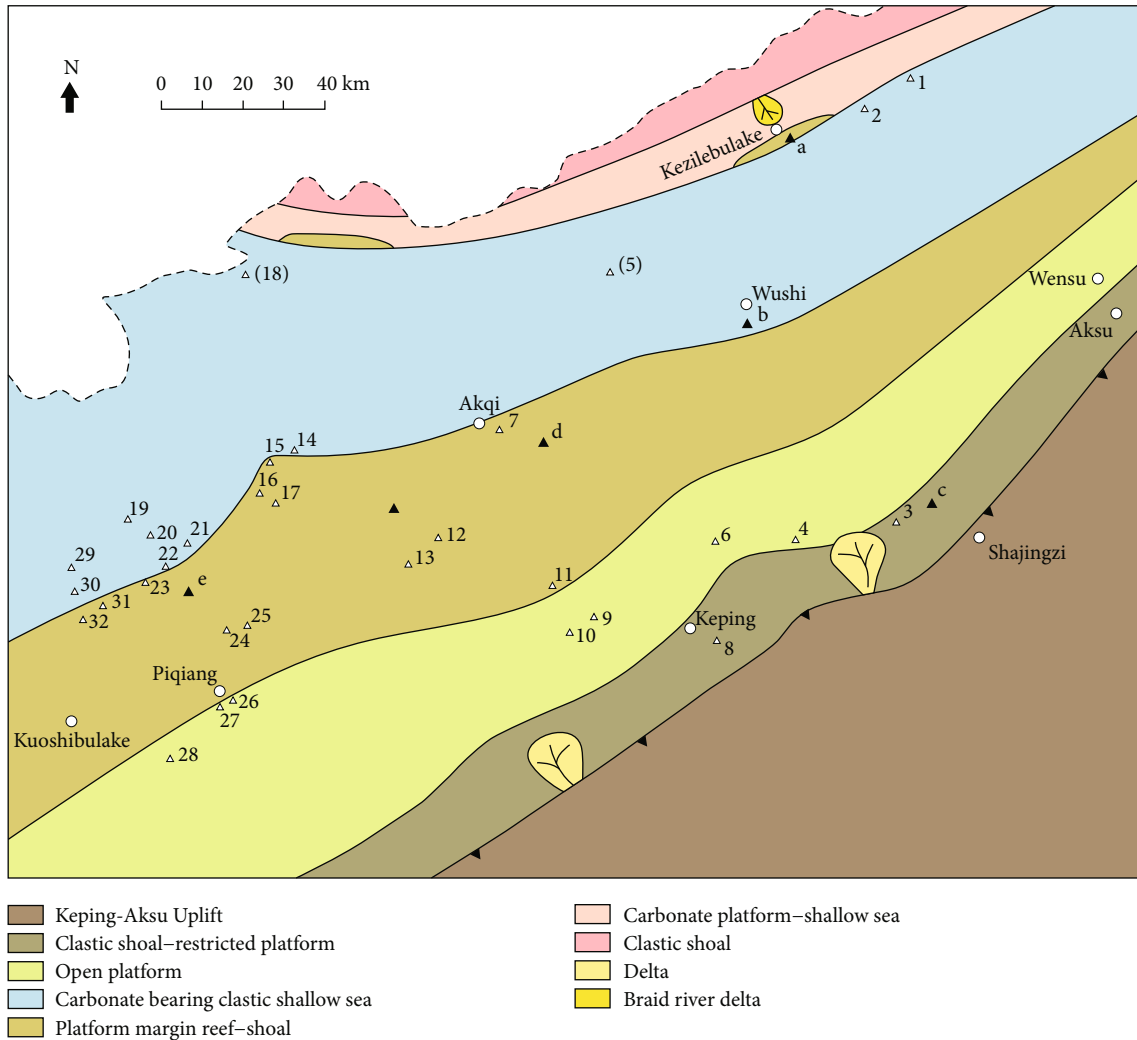 N
0 10 20 30 40 km
1
2
Kezilebulake
a
(18)
(5)
Wushi
b
Wensu
Aksu
Akqi
7
d
15
14
16
17
c
3
19
20
21
12
6
4
Shajingzi
29
22
13
30
23
e
11
31
32
25
24
9
10
Keping
8
Piqiang
26
27
Kuoshibulake
28
Keping-Aksu Uplift
Clastic shoal–restricted platform
Open platform
Carbonate bearing clastic shallow sea
Platform margin reef–shoal
Carbonate platform–shallow sea
Clastic shoal
Delta
Braid river delta